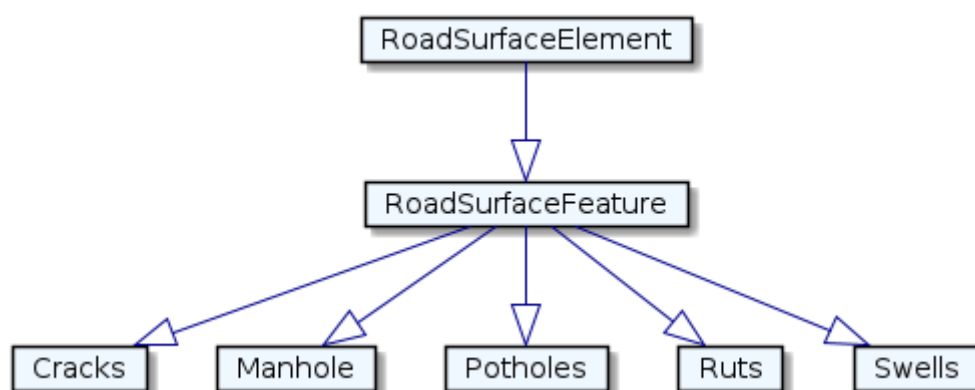 RoadSurfaceElement
RoadSurfaceFeature
Cracks
Manhole
Potholes
Ruts
Swells